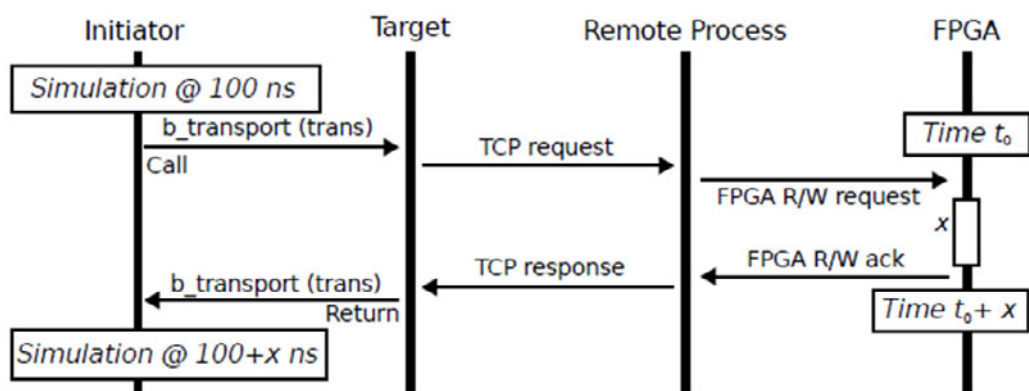 Initiator
Target
Remote Process
FPGA
Simulation @ 100 ns
b_transport (trans)
Call
TCP request
Time t₀
FPGA R/W request
x
FPGA R/W ack
TCP response
b_transport (trans)
Return
Time t₀+ x
Simulation @ 100+x ns